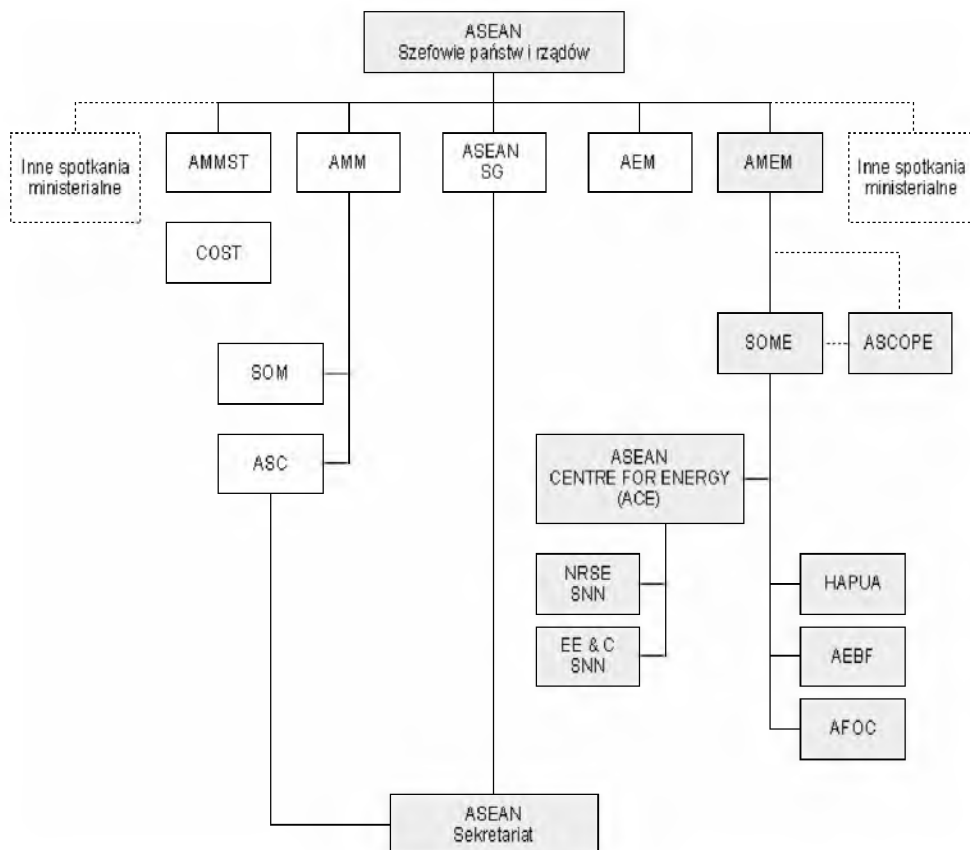 ASEAN
Szefowie państw i rządów
Inne spotkania
ministerialne
AMMST
AMM
ASEAN
SG
AEM
AMEM
Inne spotkania
ministerialne
COST
SOM
SOME
ASCOPE
ASC
ASEAN
CENTRE FOR ENERGY
(ACE)
NRSE
SNN
HAPUA
EE & C
SNN
AEBF
AFOC
ASEAN
Sekretariat